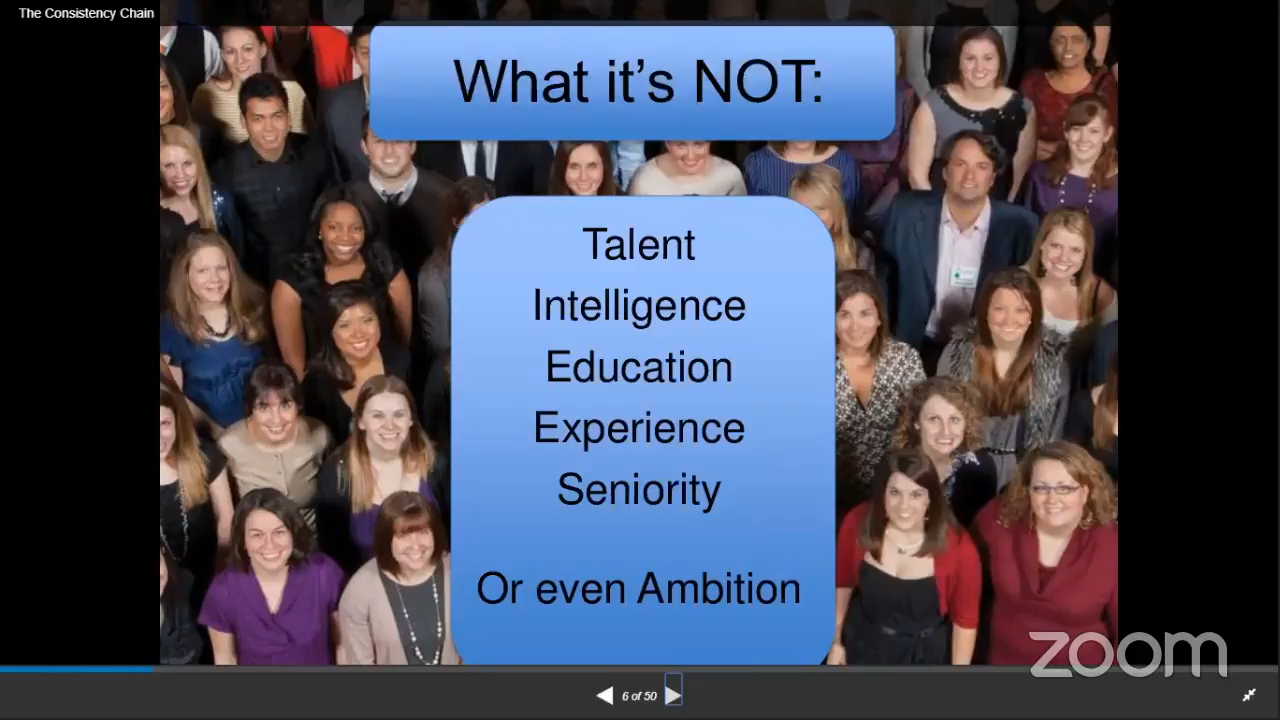 The Consistency Chain
What it's NOT:
Talent
Intelligence
Education
Experience
Seniority
Or even Ambition
zoom
6 of 50